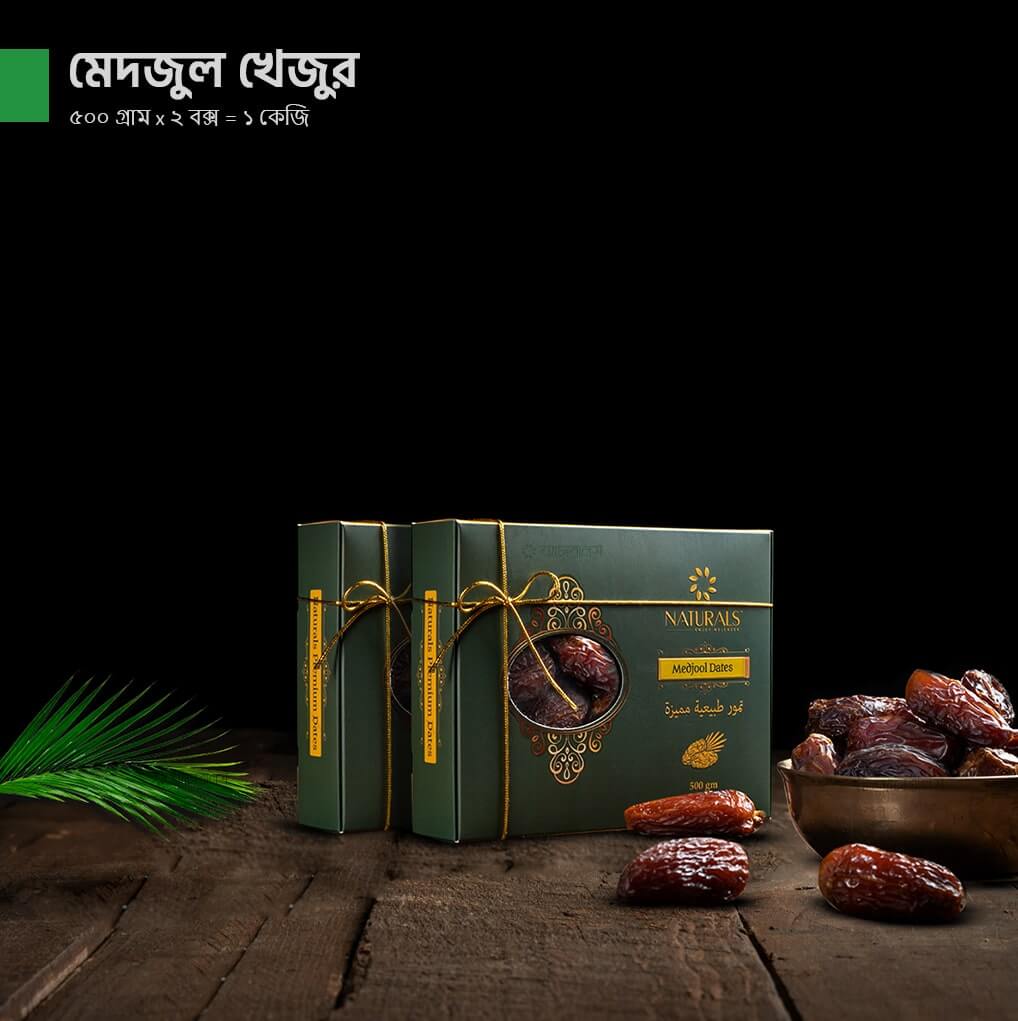 মেদজুল খেজুর
৫০০ গ্রাম x ২ বক্স = ১ কেজি
NATURALS
Medjool Dates
تمور طبيعية مميزة
500 gm
Naturals Premium Dates
Naturals Premium Dates